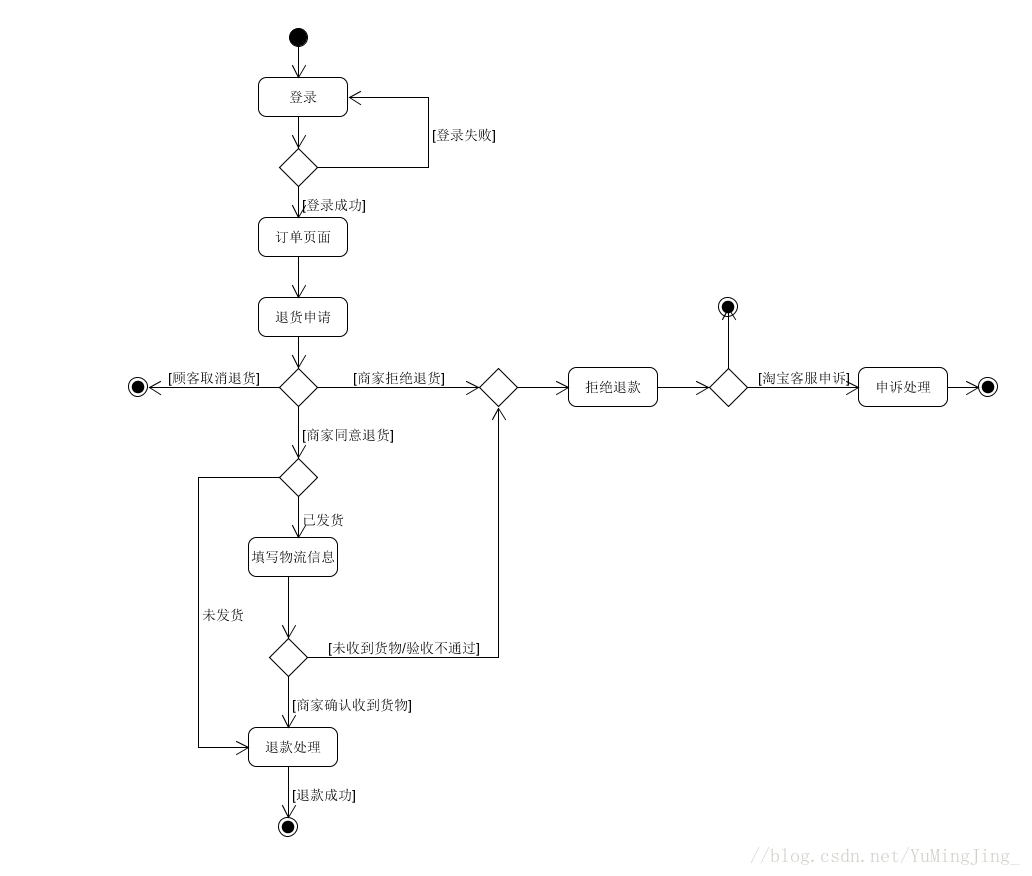 登录
[登录失败]
[登录成功]
订单页面
退货申请
[顾客取消退货]
[商家拒绝退货]
拒绝退款
[淘宝客服申诉]
申诉处理
[商家同意退货]
已发货
填写物流信息
未发货
[未收到货物/验收不通过]
[商家确认收到货物]
退款处理
[退款成功]
//blog.csdn.net/YuMingJing_